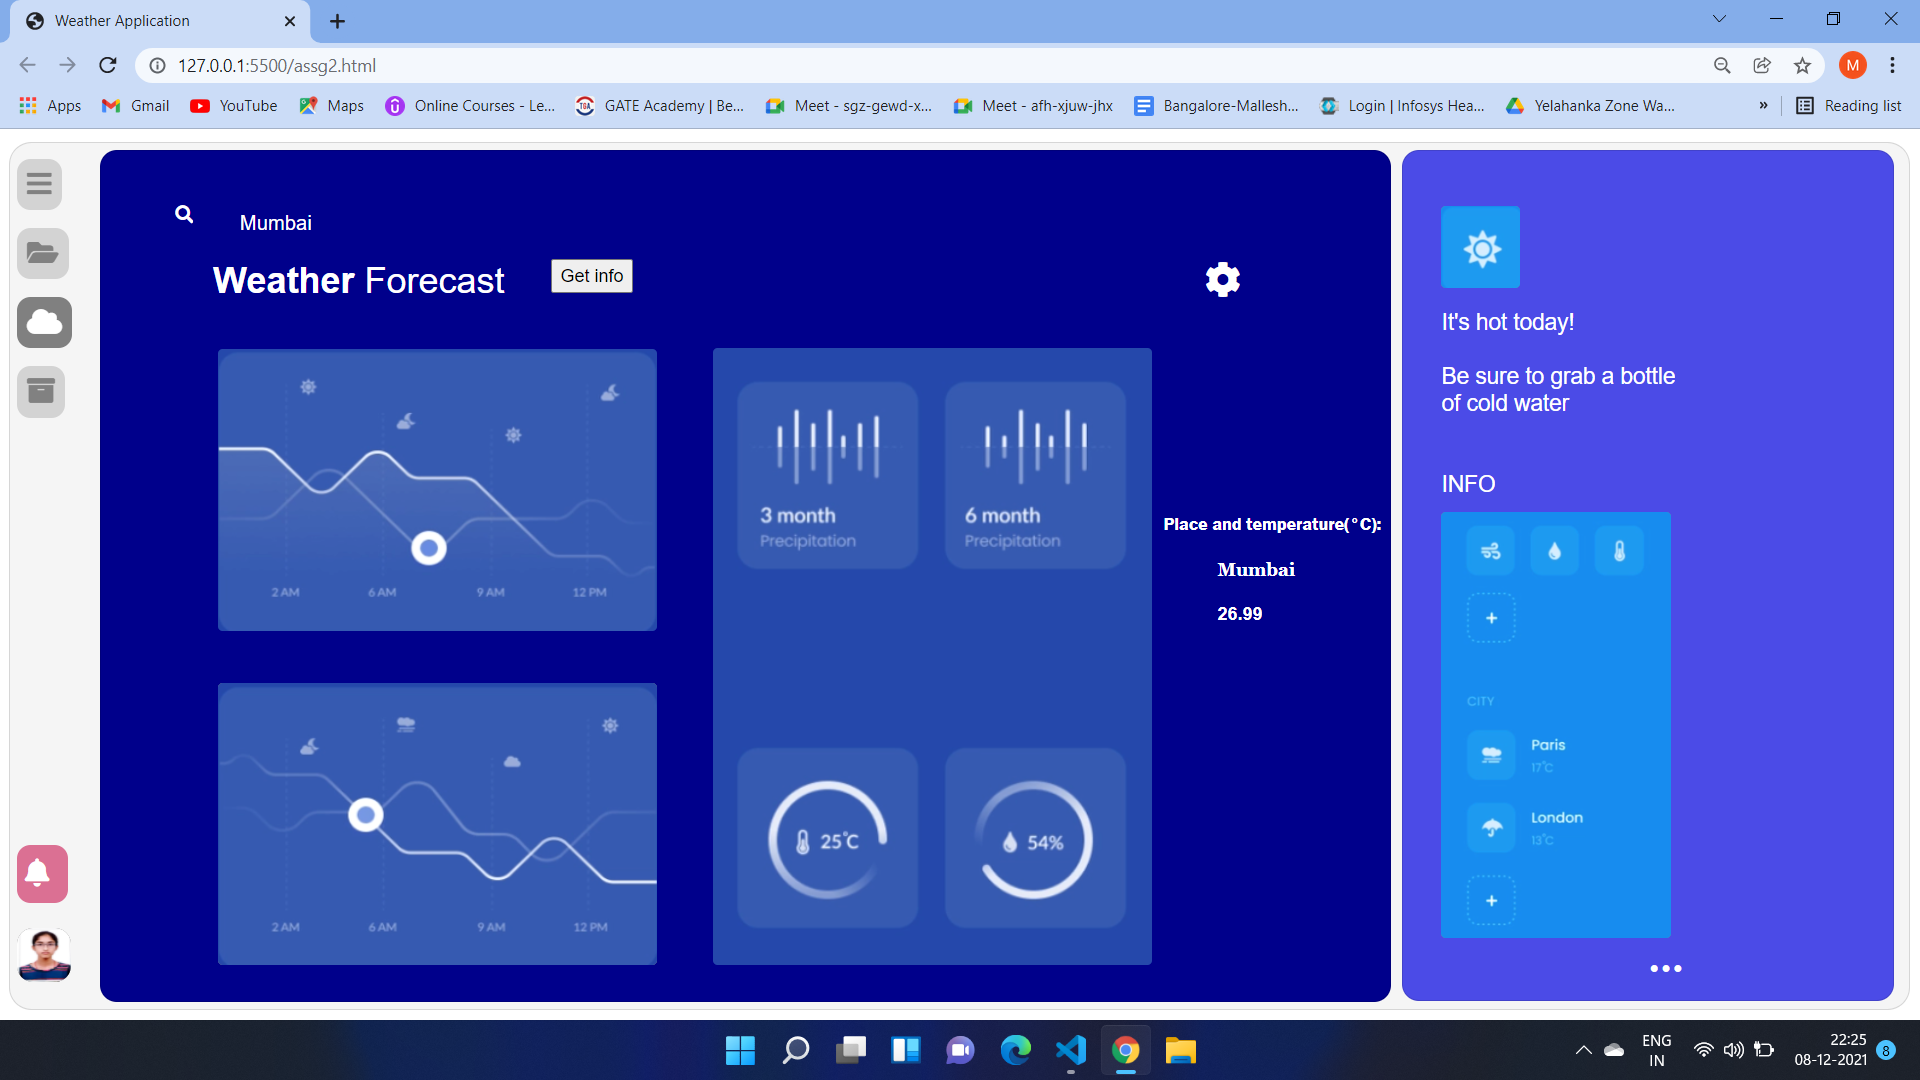 Weather Application
127.0.0.1:5500/assg2.html
M
Apps
Gmail
YouTube
Maps
Online Courses - Le...
TGA
GATE Academy | Be...
Meet - sgz-gewd-x...
Meet - afh-xjuw-jhx
Bangalore-Mallesh...
Login | Infosys Hea...
Yelahanka Zone Wa...
»
Reading list
Mumbai
Weather Forecast
Get info
2 AM
6 AM
9 AM
12 PM
3 month
Precipitation
6 month
Precipitation
Place and temperature(°C):
Mumbai
26.99
2 AM
6 AM
9 AM
12 PM
25°C
54%
It's hot today!
Be sure to grab a bottle
of cold water
INFO
CITY
Paris
17°C
London
13°C
ENG
IN
22:25
08-12-2021
8